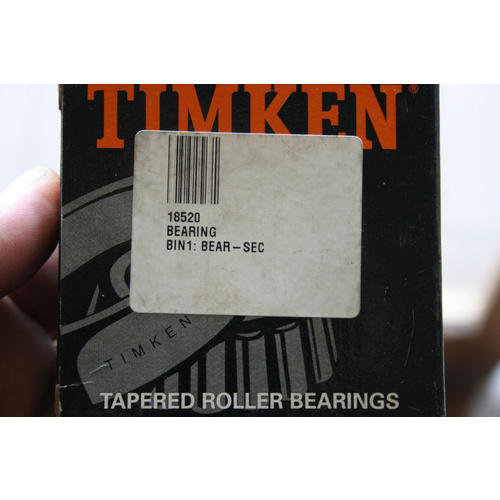 TIMKEN®
18520
BEARING
BIN1: BEAR-SEC
TIMKEN
TAPERED ROLLER BEARINGS